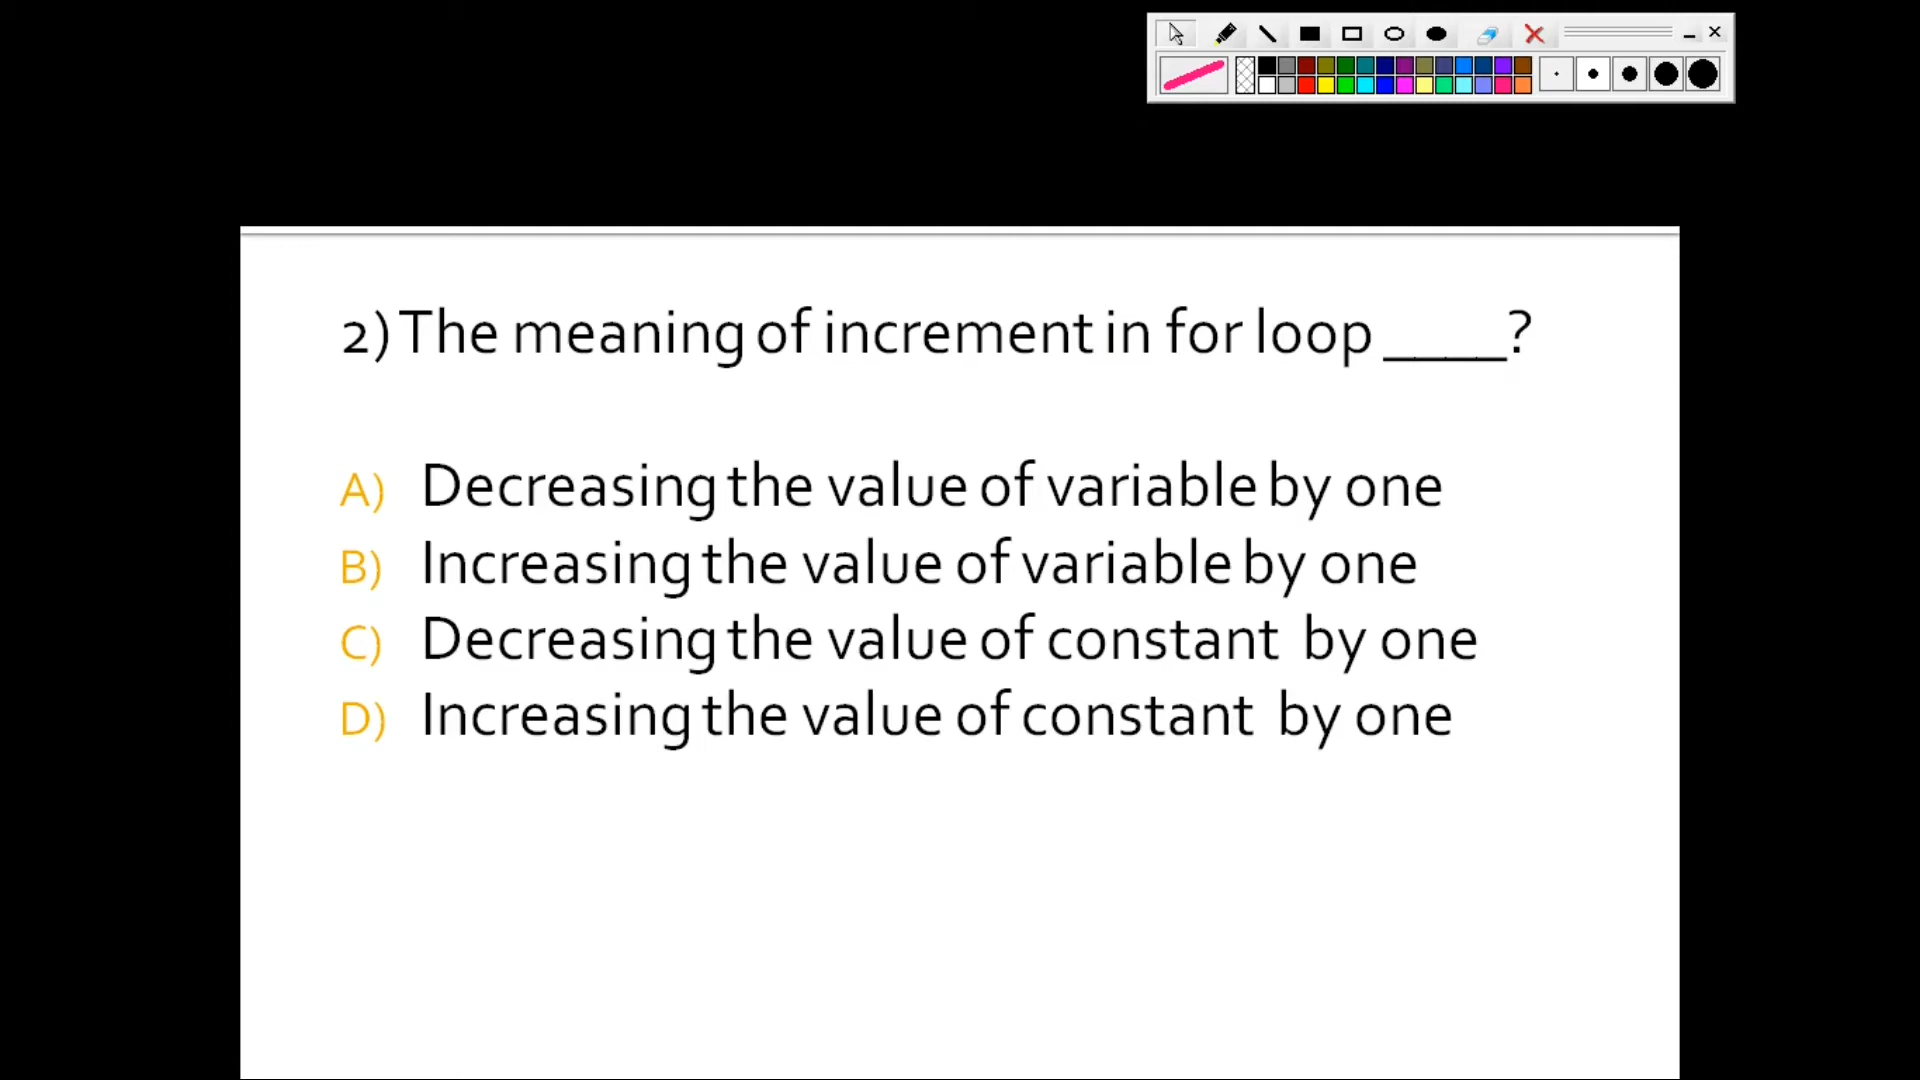 2) The meaning of increment in for loop ____?
A) Decreasing the value of variable by one
B) Increasing the value of variable by one
C) Decreasing the value of constant by one
D) Increasing the value of constant by one